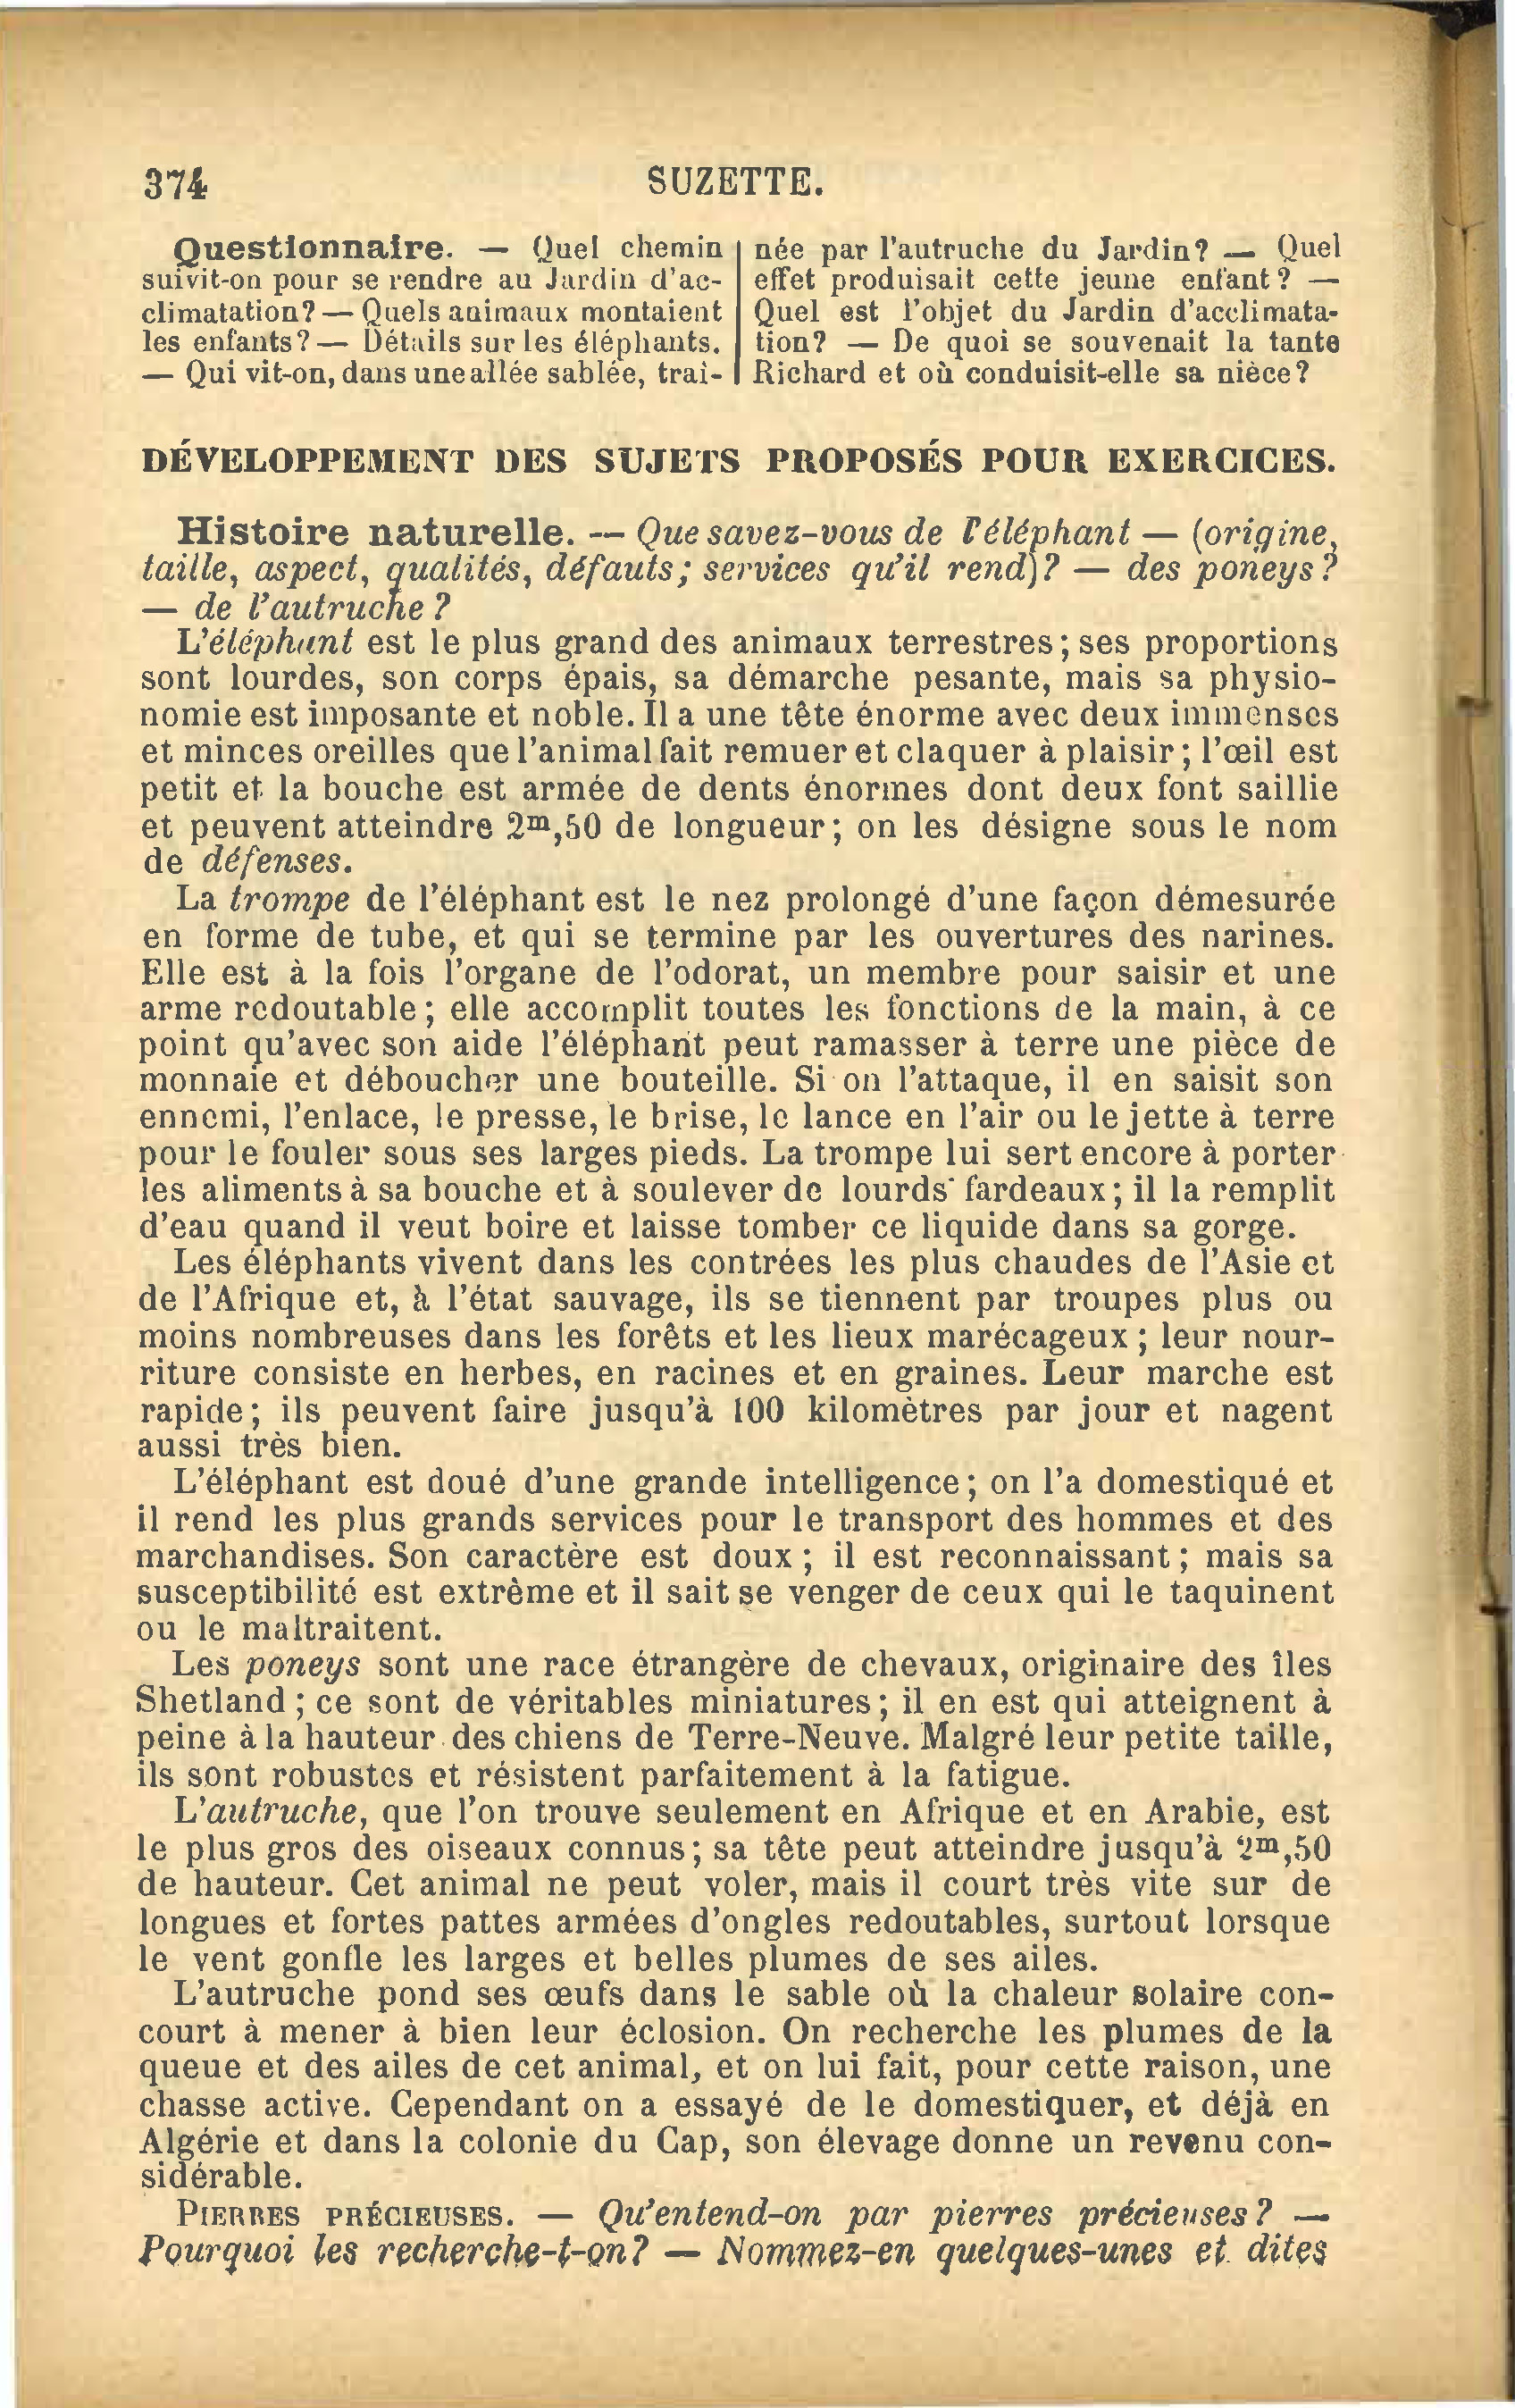 374
SUZETTE.
Questionnaire. — Quel chemin
suivit-on pour se rendre au Jardin d'ac-
climatation? — Quels animaux montaient
les enfants? — Détails sur les éléphants.
— Qui vit-on, dans une allée sablée, traî-
née par l'autruche du Jardin? — Quel
effet produisait cette jeune enfant? —
Quel est l'objet du Jardin d'acclimata-
tion? — De quoi se souvenait la tante
Richard et où conduisit-elle sa nièce?
DÉVELOPPEMENT DES SUJETS PROPOSÉS POUR EXERCICES.
Histoire naturelle. — Que savez-vous de l'éléphant — (origine,
taille, aspect, qualités, défauts; services qu'il rend)? — des poneys?
— de l'autruche?
L'éléphant est le plus grand des animaux terrestres; ses proportions
sont lourdes, son corps épais, sa démarche pesante, mais sa physio-
nomie est imposante et noble. Il a une tête énorme avec deux immenses
et minces oreilles que l'animal fait remuer et claquer à plaisir; l'œil est
petit et la bouche est armée de dents énormes dont deux font saillie
et peuvent atteindre 2m,50 de longueur; on les désigne sous le nom
de défenses.
La trompe de l'éléphant est le nez prolongé d'une façon démesurée
en forme de tube, et qui se termine par les ouvertures des narines.
Elle est à la fois l'organe de l'odorat, un membre pour saisir et une
arme redoutable; elle accomplit toutes les fonctions de la main, à ce
point qu'avec son aide l'éléphant peut ramasser à terre une pièce de
monnaie et déboucher une bouteille. Si on l'attaque, il en saisit son
ennemi, l'enlace, le presse, le brise, le lance en l'air ou le jette à terre
pour le fouler sous ses larges pieds. La trompe lui sert encore à porter
les aliments à sa bouche et à soulever de lourds fardeaux; il la remplit
d'eau quand il veut boire et laisse tomber ce liquide dans sa gorge.
Les éléphants vivent dans les contrées les plus chaudes de l'Asie et
de l'Afrique et, à l'état sauvage, ils se tiennent par troupes plus ou
moins nombreuses dans les forêts et les lieux marécageux; leur nour-
riture consiste en herbes, en racines et en graines. Leur marche est
rapide; ils peuvent faire jusqu'à 100 kilomètres par jour et nagent
aussi très bien.
L'éléphant est doué d'une grande intelligence; on l'a domestiqué et
il rend les plus grands services pour le transport des hommes et des
marchandises. Son caractère est doux; il est reconnaissant; mais sa
susceptibilité est extrême et il sait se venger de ceux qui le taquinent
ou le maltraitent.
Les poneys sont une race étrangère de chevaux, originaire des îles
Shetland; ce sont de véritables miniatures; il en est qui atteignent à
peine à la hauteur des chiens de Terre-Neuve. Malgré leur petite taille,
ils sont robustes et résistent parfaitement à la fatigue.
L'autruche, que l'on trouve seulement en Afrique et en Arabie, est
le plus gros des oiseaux connus; sa tête peut atteindre jusqu'à 2m,50
de hauteur. Cet animal ne peut voler, mais il court très vite sur de
longues et fortes pattes armées d'ongles redoutables, surtout lorsque
le vent gonfle les larges et belles plumes de ses ailes.
L'autruche pond ses œufs dans le sable où la chaleur solaire con-
court à mener à bien leur éclosion. On recherche les plumes de la
queue et des ailes de cet animal, et on lui fait, pour cette raison, une
chasse active. Cependant on a essayé de le domestiquer, et déjà en
Algérie et dans la colonie du Cap, son élevage donne un revenu con-
sidérable.
PIERRES PRÉCIEUSES. — Qu'entend-on par pierres précieuses? —
Pourquoi les recherche-t-on? — Nommez-en quelques-unes et dites